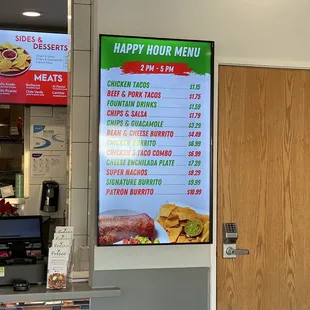 SIDES &
DESSERTS
MEATS
HAPPY HOUR MENU
2 PM - 5 PM
CHICKEN TACOS $1.15
BEEF & PORK TACOS $1.75
FOUNTAIN DRINKS $1.59
CHIPS & SALSA $1.79
CHIPS & GUACAMOLE $3.29
BEAN & CHEESE BURRITO $4.89
CHICKEN BURRITO $6.99
CHICKEN & TACO COMBO $6.99
CHEESE ENCHILADA PLATE $7.29
SUPER NACHOS $8.29
SIGNATURE BURRITO $9.99
PATRON BURRITO $10.99